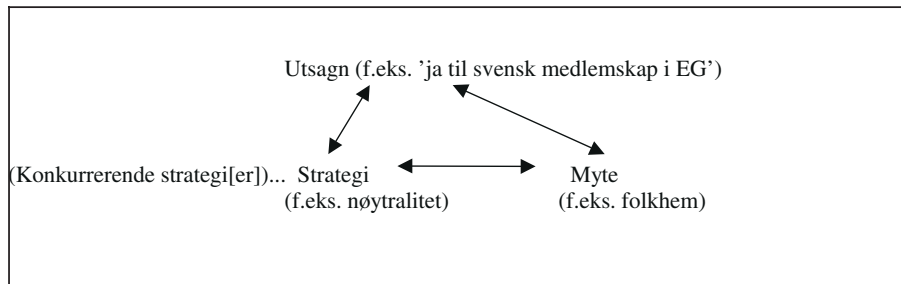 Utsagn (f.eks. ’ja til svensk medlemskap i EG’)
(Konkurrerende strategi[er])... Strategi Myte
(f.eks. nøytralitet) (f.eks. folkhem)